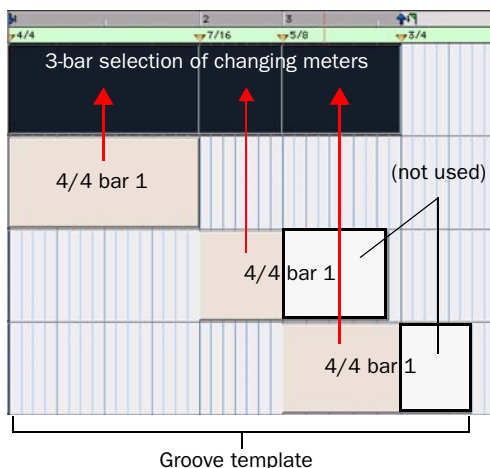 2 3 4
4/4 7/16 5/8 3/4
3-bar selection of changing meters
(not used)
4/4 bar 1
4/4 bar 1
4/4 bar 1
Groove template